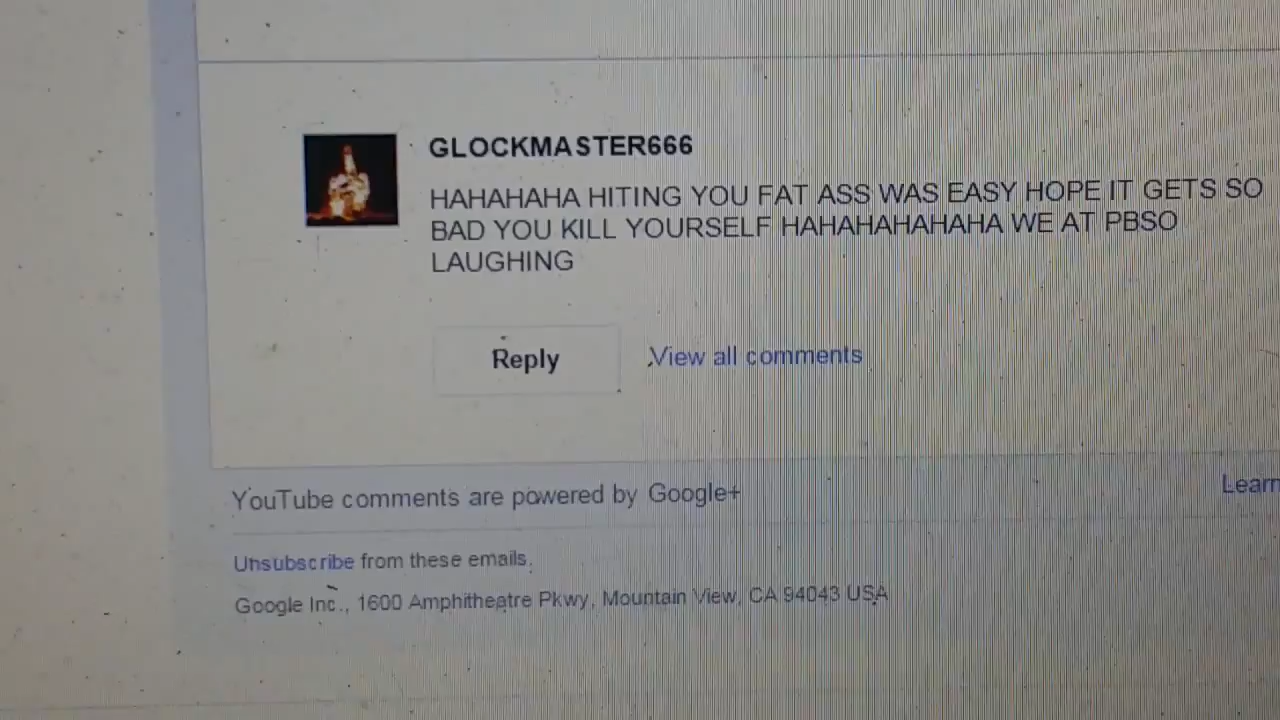 GLOCKMASTER666
HAHAHAHA HITING YOU FAT ASS WAS EASY HOPE IT GETS SO
BAD YOU KILL YOURSELF HAHAHAHAHAHA WE AT PBSO
LAUGHING
Reply View all comments
YouTube comments are powered by Google+
Learn
Unsubscribe from these emails.
Google Inc., 1600 Amphitheatre Pkwy, Mountain View, CA 94043 USA